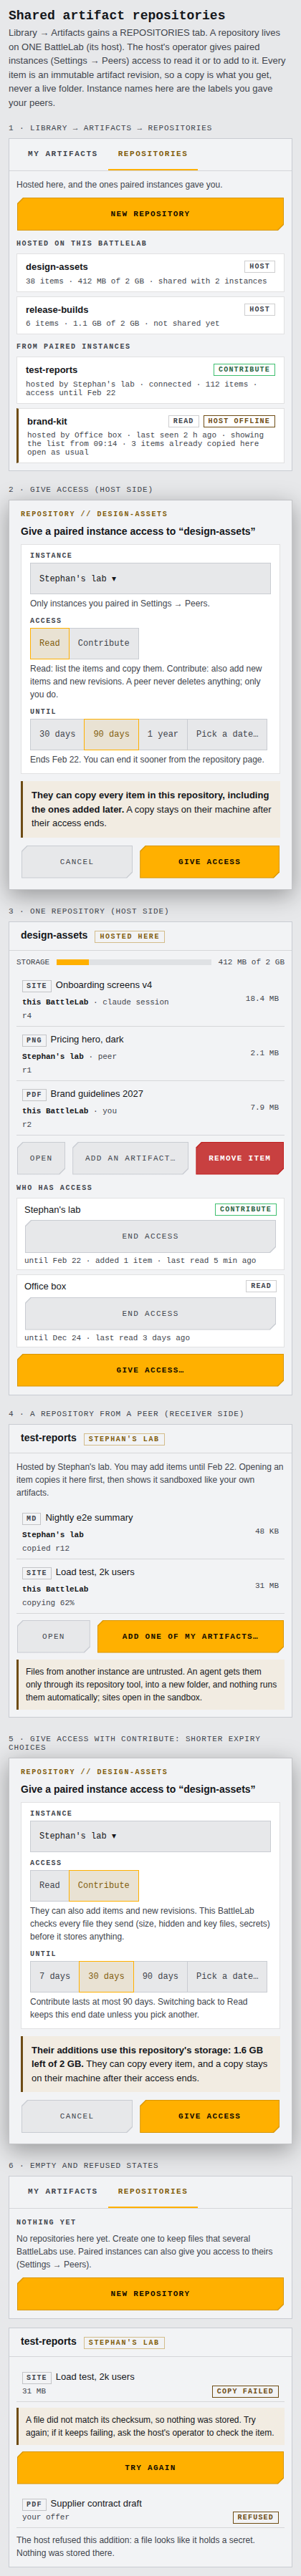 Shared artifact repositories
Library → Artifacts gains a REPOSITORIES tab. A repository lives
on ONE BattleLab (its host). The host's operator gives paired
instances (Settings → Peers) access to read it or to add to it. Every
item is an immutable artifact revision, so a copy is what you get,
never a live folder. Instance names here are the labels you gave
your peers.
1 · LIBRARY → ARTIFACTS → REPOSITORIES
MY ARTIFACTS REPOSITORIES
Hosted here, and the ones paired instances gave you.
NEW REPOSITORY
HOSTED ON THIS BATTLELAB
design-assets HOST
38 items · 412 MB of 2 GB · shared with 2 instances
release-builds HOST
6 items · 1.1 GB of 2 GB · not shared yet
FROM PAIRED INSTANCES
test-reports CONTRIBUTE
hosted by Stephan's lab · connected · 112 items ·
access until Feb 22
brand-kit READ HOST OFFLINE
hosted by Office box · last seen 2 h ago · showing
the list from 09:14 · 3 items already copied here
open as usual
2 · GIVE ACCESS (HOST SIDE)
REPOSITORY // DESIGN-ASSETS
Give a paired instance access to “design-assets”
INSTANCE
Stephan's lab ▾
Only instances you paired in Settings → Peers.
ACCESS
Read Contribute
Read: list the items and copy them. Contribute: also add new
items and new revisions. A peer never deletes anything; only
you do.
UNTIL
30 days 90 days 1 year Pick a date…
Ends Feb 22. You can end it sooner from the repository page.
They can copy every item in this repository, including
the ones added later. A copy stays on their machine after
their access ends.
CANCEL GIVE ACCESS
3 · ONE REPOSITORY (HOST SIDE)
design-assets HOSTED HERE
STORAGE 412 MB of 2 GB
SITE Onboarding screens v4
this BattleLab · claude session
r4
18.4 MB
PNG Pricing hero, dark
Stephan's lab · peer
r1
2.1 MB
PDF Brand guidelines 2027
this BattleLab · you
r2
7.9 MB
OPEN ADD AN ARTIFACT… REMOVE ITEM
WHO HAS ACCESS
Stephan's lab CONTRIBUTE
END ACCESS
until Feb 22 · added 1 item · last read 5 min ago
Office box READ
END ACCESS
until Dec 24 · last read 3 days ago
GIVE ACCESS…
4 · A REPOSITORY FROM A PEER (RECEIVER SIDE)
test-reports STEPHAN'S LAB
Hosted by Stephan's lab. You may add items until Feb 22. Opening an
item copies it here first, then shows it sandboxed like your own
artifacts.
MD Nightly e2e summary
Stephan's lab
copied r12
48 KB
SITE Load test, 2k users
this BattleLab
copying 62%
31 MB
OPEN ADD ONE OF MY ARTIFACTS…
Files from another instance are untrusted. An agent gets them
only through its repository tool, into a new folder, and nothing runs
them automatically; sites open in the sandbox.
5 · GIVE ACCESS WITH CONTRIBUTE: SHORTER EXPIRY
CHOICES
REPOSITORY // DESIGN-ASSETS
Give a paired instance access to “design-assets”
INSTANCE
Stephan's lab ▾
ACCESS
Read Contribute
They can also add items and new revisions. This BattleLab
checks every file they send (size, hidden and key files, secrets)
before it stores anything.
UNTIL
7 days 30 days 90 days Pick a date…
Contribute lasts at most 90 days. Switching back to Read
keeps this end date unless you pick another.
Their additions use this repository's storage: 1.6 GB
left of 2 GB. They can copy every item, and a copy stays
on their machine after their access ends.
CANCEL GIVE ACCESS
6 · EMPTY AND REFUSED STATES
MY ARTIFACTS REPOSITORIES
NOTHING YET
No repositories here yet. Create one to keep files that several
BattleLabs use. Paired instances can also give you access to theirs
(Settings → Peers).
NEW REPOSITORY
test-reports STEPHAN'S LAB
SITE Load test, 2k users
31 MB COPY FAILED
A file did not match its checksum, so nothing was stored. Try
again; if it keeps failing, ask the host's operator to check the item.
TRY AGAIN
PDF Supplier contract draft
your offer REFUSED
The host refused this addition: a file looks like it holds a secret.
Nothing was stored there.